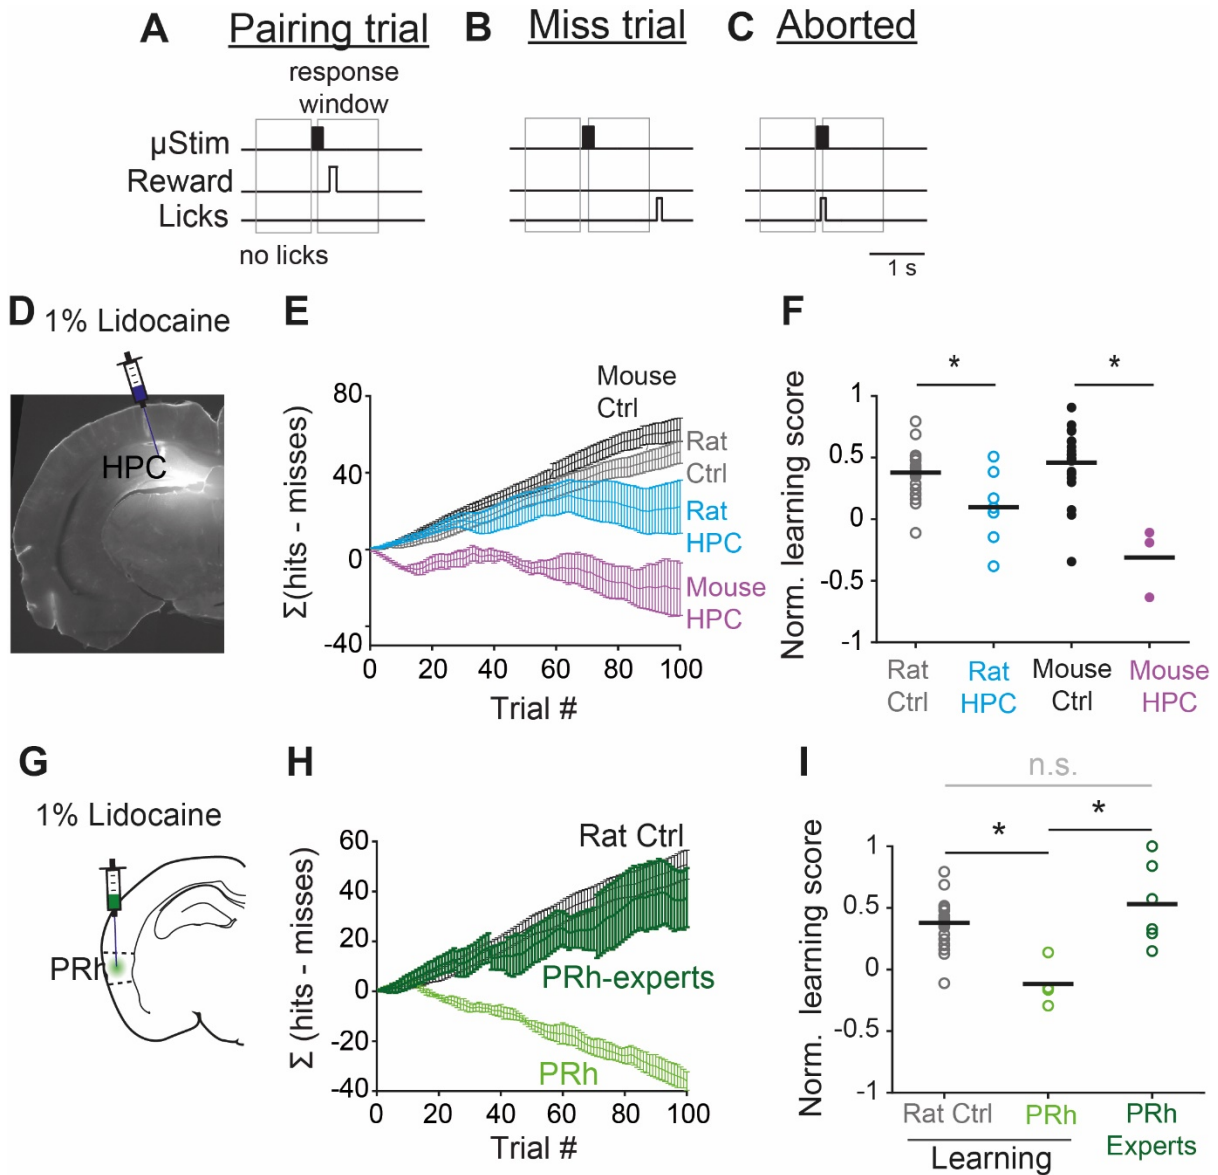 A Pairing trial
B Miss trial
C Aborted
response
window
μStim
Reward
Licks
no licks
1 s
D
1% Lidocaine
HPC
E
Σ(hits - misses)
80
40
0
-40
0 20 40 60 80 100
Trial #
Mouse
Ctrl
Rat
Ctrl
Rat
HPC
Mouse
HPC
F
Norm. learning score
1
0.5
0
-0.5
-1
* *
Rat
Ctrl
Rat
HPC
Mouse
Ctrl
Mouse
HPC
G
1% Lidocaine
PRh
H
Σ (hits - misses)
60
40
20
0
-20
-40
0 20 40 60 80 100
Trial #
Rat Ctrl
PRh-experts
PRh
I
n.s.
* *
Norm. learning score
1
0.5
0
-0.5
-1
Rat Ctrl PRh
Learning
PRh
Experts